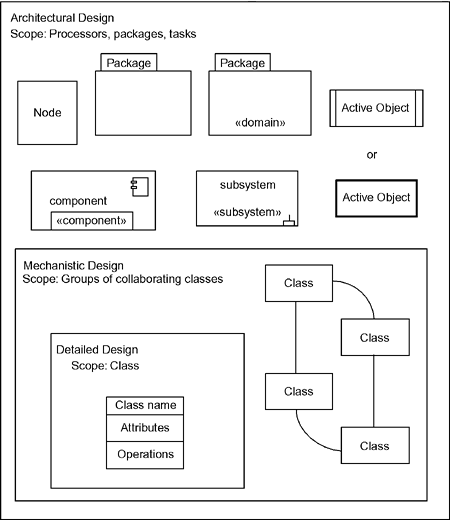 Architectural Design
Scope: Processors, packages, tasks
Package
Package
Node
«domain»
Active Object
or
component
«component»
subsystem
«subsystem»
Active Object
Mechanistic Design
Scope: Groups of collaborating classes
Class
Class
Detailed Design
Scope: Class
Class
Class name
Attributes
Operations
Class